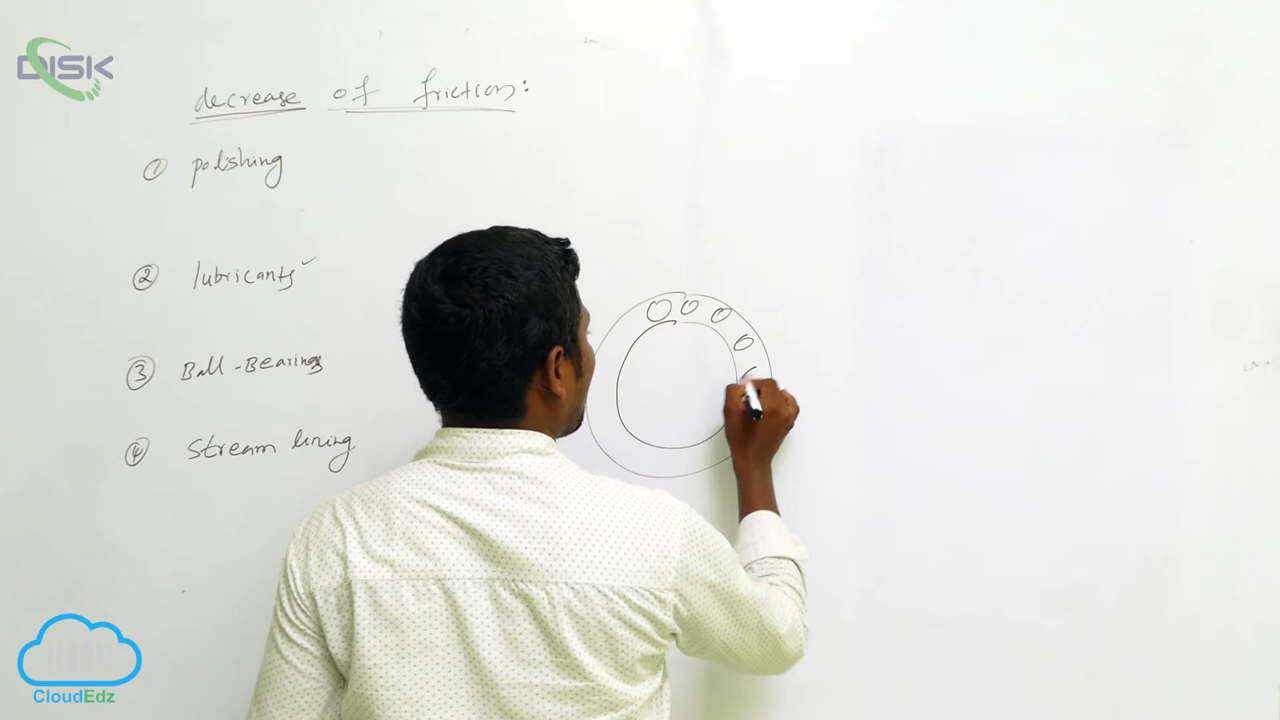 DISK
decrease of friction:
① polishing
② lubricants ✓
③ Ball-Bearings
④ stream lining
CloudEdz